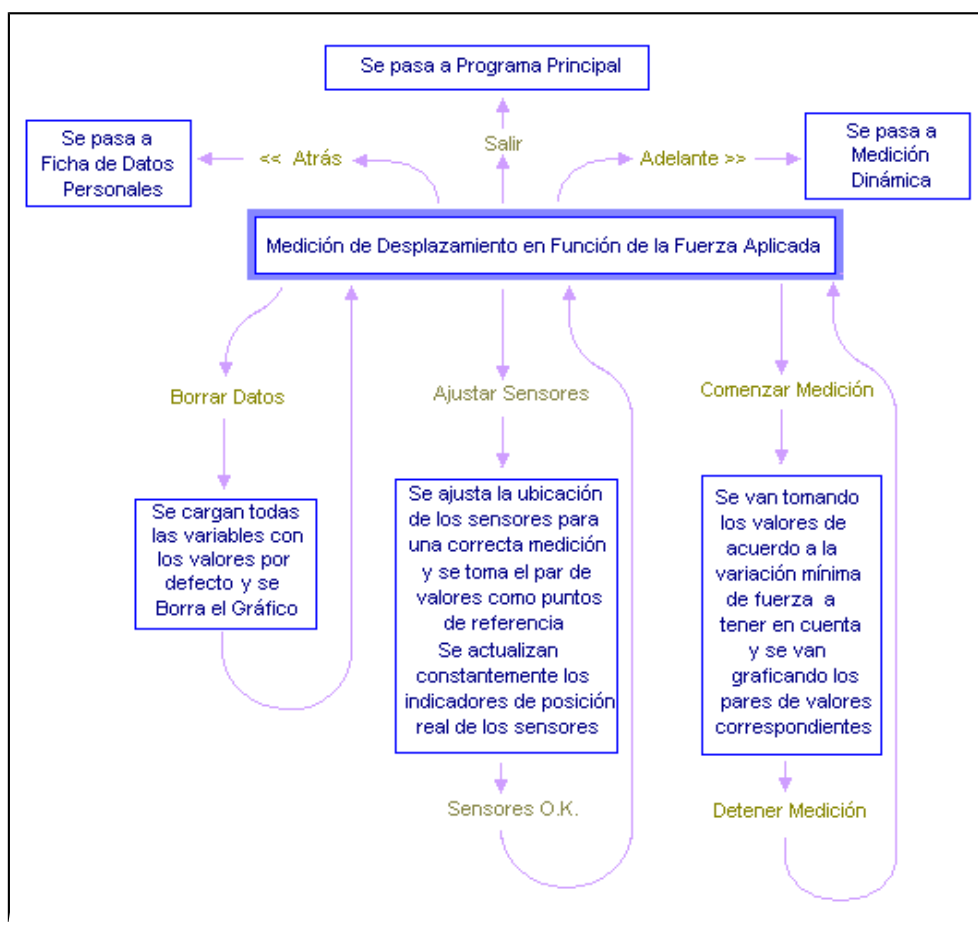 Se pasa a Programa Principal
Se pasa a
Ficha de Datos
Personales
<< Atrás
Salir
Adelante >>
Se pasa a
Medición
Dinámica
Medición de Desplazamiento en Función de la Fuerza Aplicada
Borrar Datos
Ajustar Sensores
Comenzar Medición
Se cargan todas
las variables con
los valores por
defecto y se
Borra el Gráfico
Se ajusta la ubicación
de los sensores para
una correcta medición
y se toma el par de
valores como puntos
de referencia
Se actualizan
constantemente los
indicadores de posición
real de los sensores
Se van tomando
los valores de
acuerdo a la
variación mínima
de fuerza a
tener en cuenta
y se van
graficando los
pares de valores
correspondientes
Sensores O.K.
Detener Medición